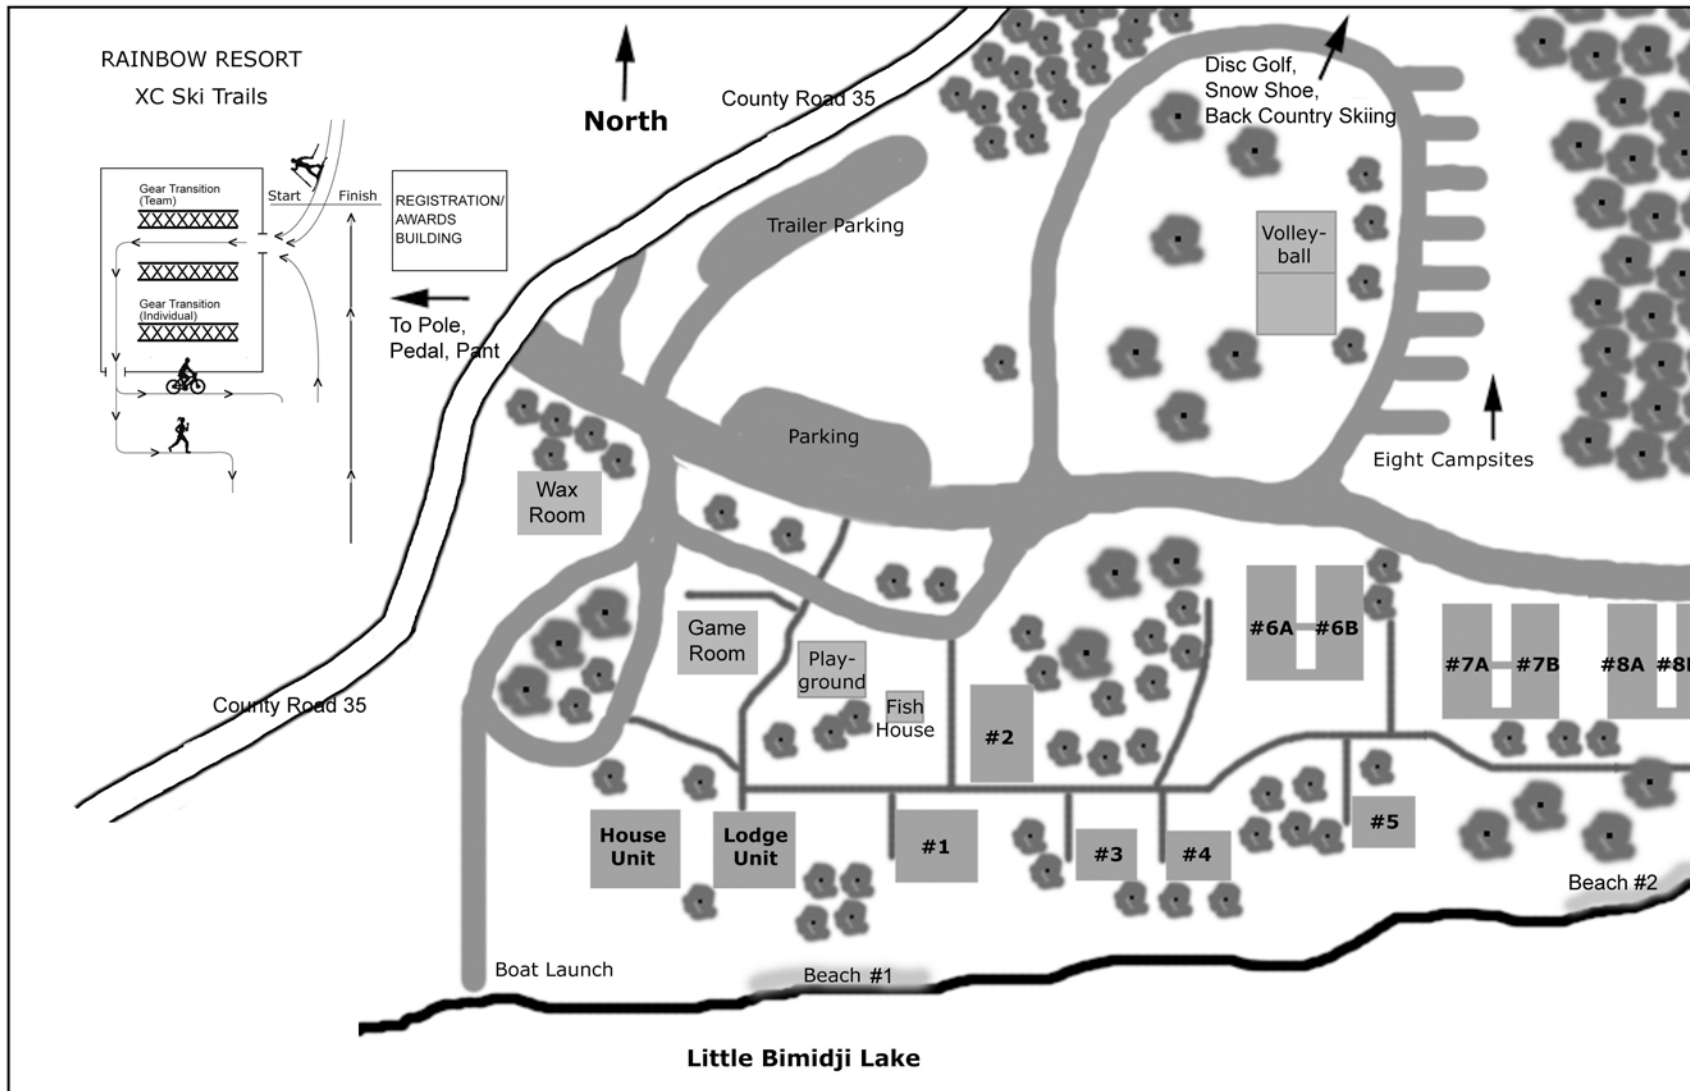 RAINBOW RESORT
XC Ski Trails
Gear Transition
(Team)
Start
Finish
REGISTRATION/
AWARDS
BUILDING
Gear Transition
(Individual)
To Pole,
Pedal, Pant
North
County Road 35
Disc Golf,
Snow Shoe,
Back Country Skiing
Trailer Parking
Volley-
ball
Parking
Eight Campsites
Wax
Room
Game
Room
Play-
ground
Fish
House
#2
#6A
#6B
#7A
#7B
#8A
County Road 35
House
Unit
Lodge
Unit
#1
#3
#4
#5
Beach #2
Boat Launch
Beach #1
Little Bimidji Lake